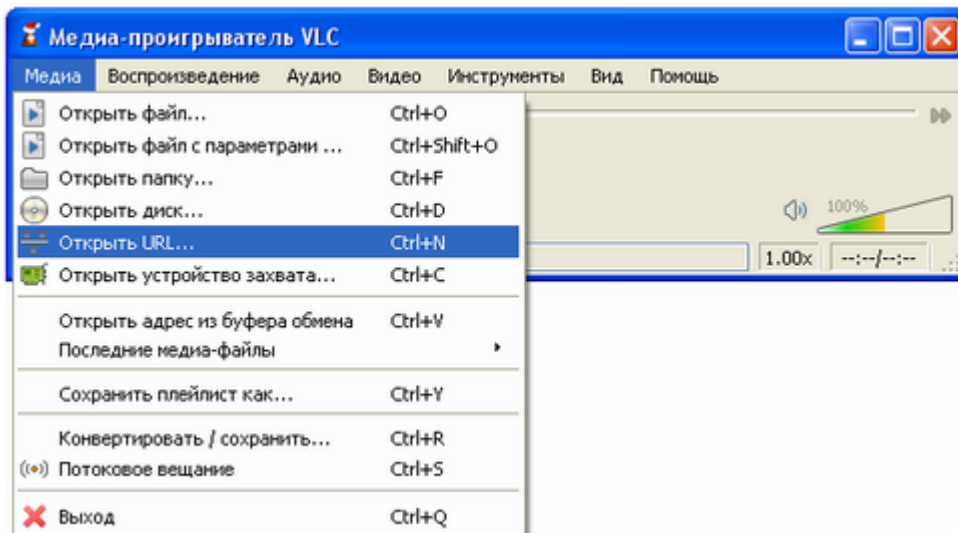 Медиа-проигрыватель VLC
Медиа Воспроизведение Аудио Видео Инструменты Вид Помощь
Открыть файл... Ctrl+O
Открыть файл с параметрами ... Ctrl+Shift+O
Открыть папку... Ctrl+F
Открыть диск... Ctrl+D
100%
Открыть URL... Ctrl+N
1.00x --:--/--:--
Открыть устройство захвата... Ctrl+C
Открыть адрес из буфера обмена Ctrl+V
Последние медиа-файлы
Сохранить плейлист как... Ctrl+Y
Конвертировать / сохранить... Ctrl+R
Потоковое вещание Ctrl+S
Выход Ctrl+Q